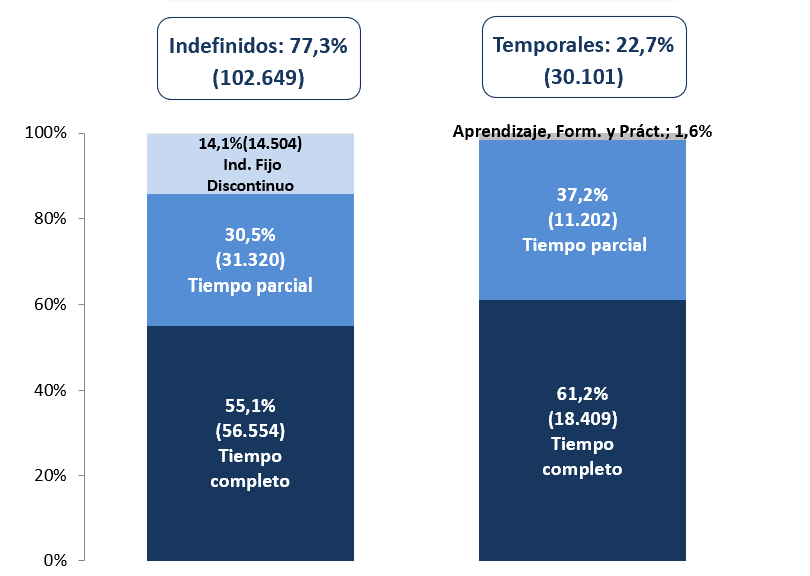 Indefinidos: 77,3%
(102.649)
Temporales: 22,7%
(30.101)
100%
80%
60%
40%
20%
0%
14,1%(14.504)
Ind. Fijo
Discontinuo
30,5%
(31.320)
Tiempo parcial
55,1%
(56.554)
Tiempo
completo
Aprendizaje, Form. y Práct.; 1,6%
37,2%
(11.202)
Tiempo parcial
61,2%
(18.409)
Tiempo
completo